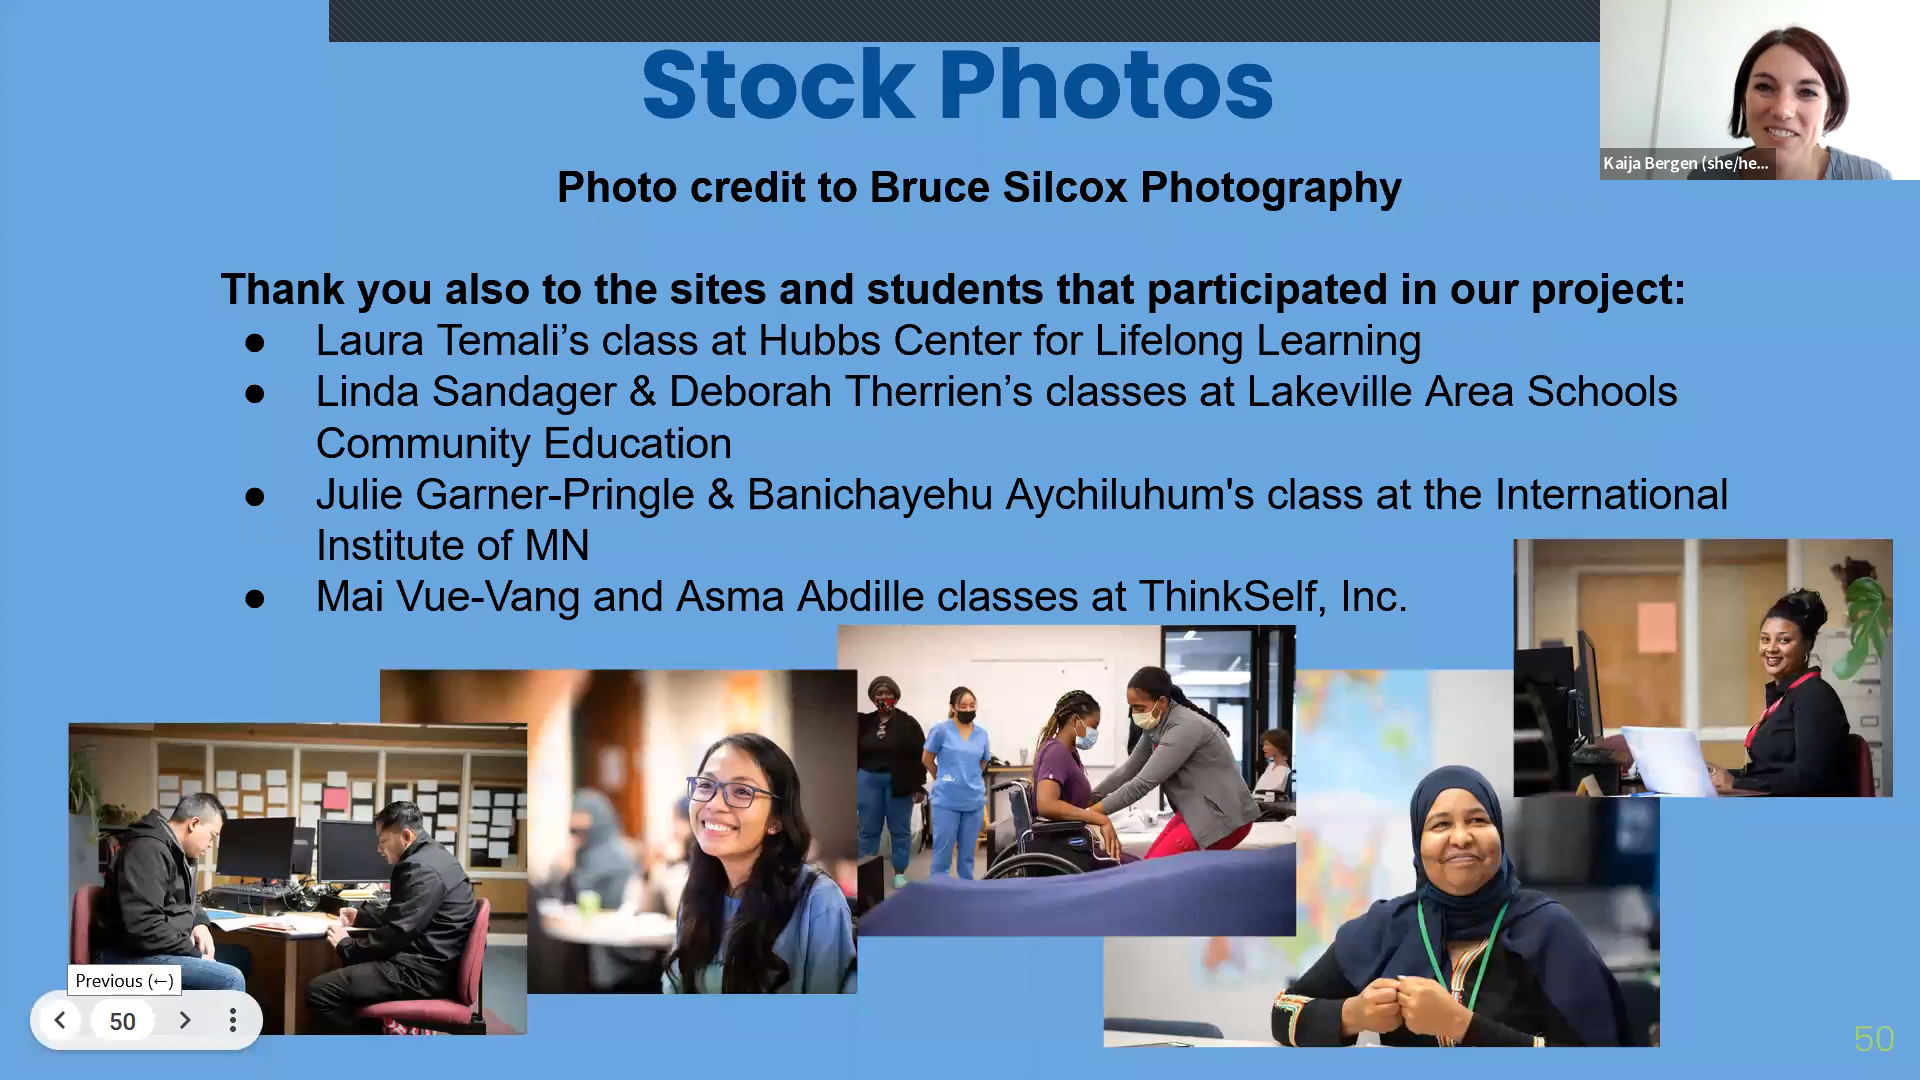 Stock Photos
Kaija Bergen (she/he...
Photo credit to Bruce Silcox Photography
Thank you also to the sites and students that participated in our project:
● Laura Temali’s class at Hubbs Center for Lifelong Learning
● Linda Sandager & Deborah Therrien’s classes at Lakeville Area Schools
Community Education
● Julie Garner-Pringle & Banichayehu Aychiluhum's class at the International
Institute of MN
● Mai Vue-Vang and Asma Abdille classes at ThinkSelf, Inc.
Previous (←)
50
50